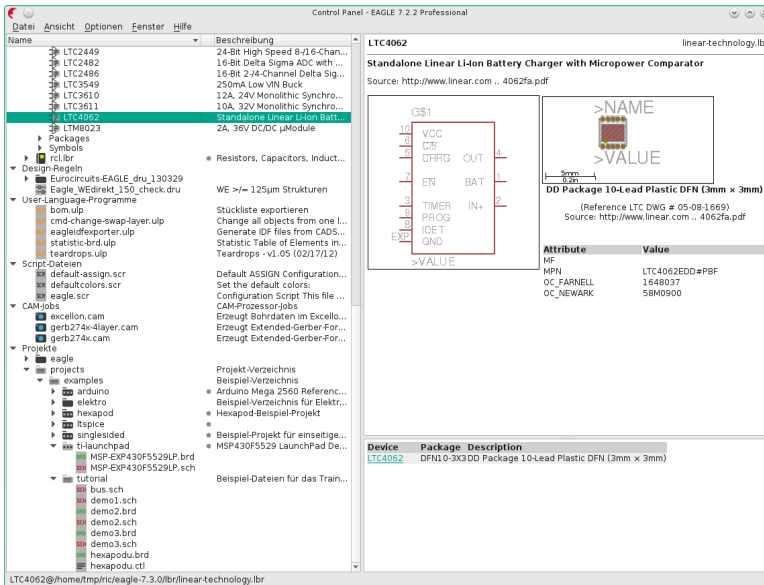 Control Panel - EAGLE 7.2.2 Professional
Datei Ansicht Optionen Fenster Hilfe
Name Beschreibung
LTC2449 24-Bit High Speed 8-/16-Chan...
LTC2482 16-Bit Delta Sigma ADC with ...
LTC2486 16-Bit 2-/4-Channel Delta Sig...
LTC3549 250mA Low VIN Buck
LTC3610 12A, 24V Monolithic Synchro...
LTC3611 10A, 32V Monolithic Synchro...
LTC4062 Standalone Linear Li-Ion Batt...
LTM8023 2A, 36V DC/DC µModule
Packages
Symbols
rcl.lbr Resistors, Capacitors, Induct...
Design-Regeln
Eurocircuits-EAGLE_dru_130329
Eagle_WEdirekt_150_check.dru WE >/= 125µm Strukturen
User-Language-Programme
bom.ulp Stückliste exportieren
cmd-change-swap-layer.ulp Change all objects from one l...
eagleidfexporter.ulp Generate IDF files from CADS...
statistic-brd.ulp Statistic Table of Elements in...
teardrops.ulp Teardrops - v1.05 (02/17/12)
Script-Dateien
default-assign.scr Default ASSIGN Configuration...
defaultcolors.scr Set the default colors:
eagle.scr Configuration Script This file ...
CAM-Jobs CAM-Prozessor-Jobs
excellon.cam Erzeugt Bohrdaten im Excello...
gerb274x-4layer.cam Erzeugt Extended-Gerber-For...
gerb274x.cam Erzeugt Extended-Gerber-For...
Projekte
eagle
projects Projekt-Verzeichnis
examples Beispiel-Verzeichnis
arduino Arduino Mega 2560 Referenc...
elektro Beispiel-Verzeichnis für Elektr...
hexapod Hexapod-Beispiel-Projekt
ltspice
singlesided Beispiel-Projekt für einseitige...
ti-launchpad MSP430F5529 LaunchPad De...
MSP-EXP430F5529LP.brd
MSP-EXP430F5529LP.sch
tutorial Beispiel-Dateien für das Train...
bus.sch
demo1.sch
demo2.brd
demo2.sch
demo3.brd
demo3.sch
hexapodu.brd
hexapodu.ctl
LTC4062 linear-technology.lbr
Standalone Linear Li-Ion Battery Charger with Micropower Comparator
Source: http://www.linear.com .. 4062fa.pdf
G$1
10 VCC
6 C/5
5 CHRG OUT 4
7 EN BAT 1
3 TIMER IN+ 2
9 PROG
8 IDET
EXP GND
>VALUE
>NAME
>VALUE
5mm
0.2in
DD Package 10-Lead Plastic DFN (3mm × 3mm)
(Reference LTC DWG # 05-08-1669)
Source: http://www.linear.com .. 4062fa.pdf
Attribute Value
MF
MPN LTC4062EDD#PBF
OC_FARNELL 1648037
OC_NEWARK 58M0900
Device Package Description
LTC4062 DFN10-3X3 DD Package 10-Lead Plastic DFN (3mm × 3mm)
LTC4062@/home/tmp/ric/eagle-7.3.0/lbr/linear-technology.lbr